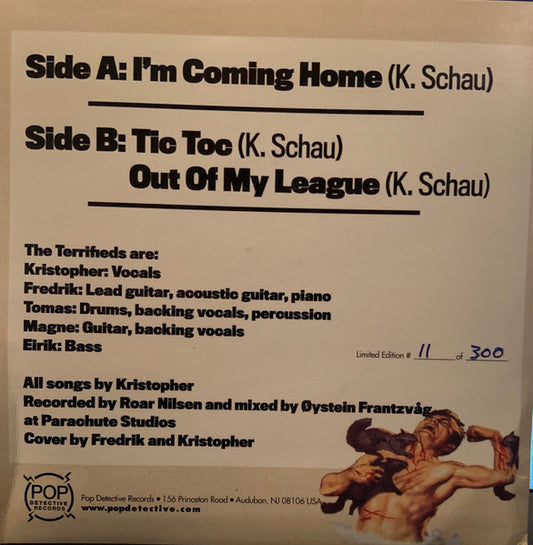 Side A: I'm Coming Home (K. Schau)
Side B: Tic Toc (K. Schau)
Out Of My League (K. Schau)
The Terrifieds are:
Kristopher: Vocals
Fredrik: Lead guitar, acoustic guitar, piano
Tomas: Drums, backing vocals, percussion
Magne: Guitar, backing vocals
Eirik: Bass
Limited Edition # 11 of 300
All songs by Kristopher
Recorded by Roar Nilsen and mixed by Øystein Frantzvåg
at Parachute Studios
Cover by Fredrik and Kristopher
POP
DETECTIVE
RECORDS
Pop Detective Records • 156 Princeton Road • Audubon, NJ 08106 USA
www.popdetective.com